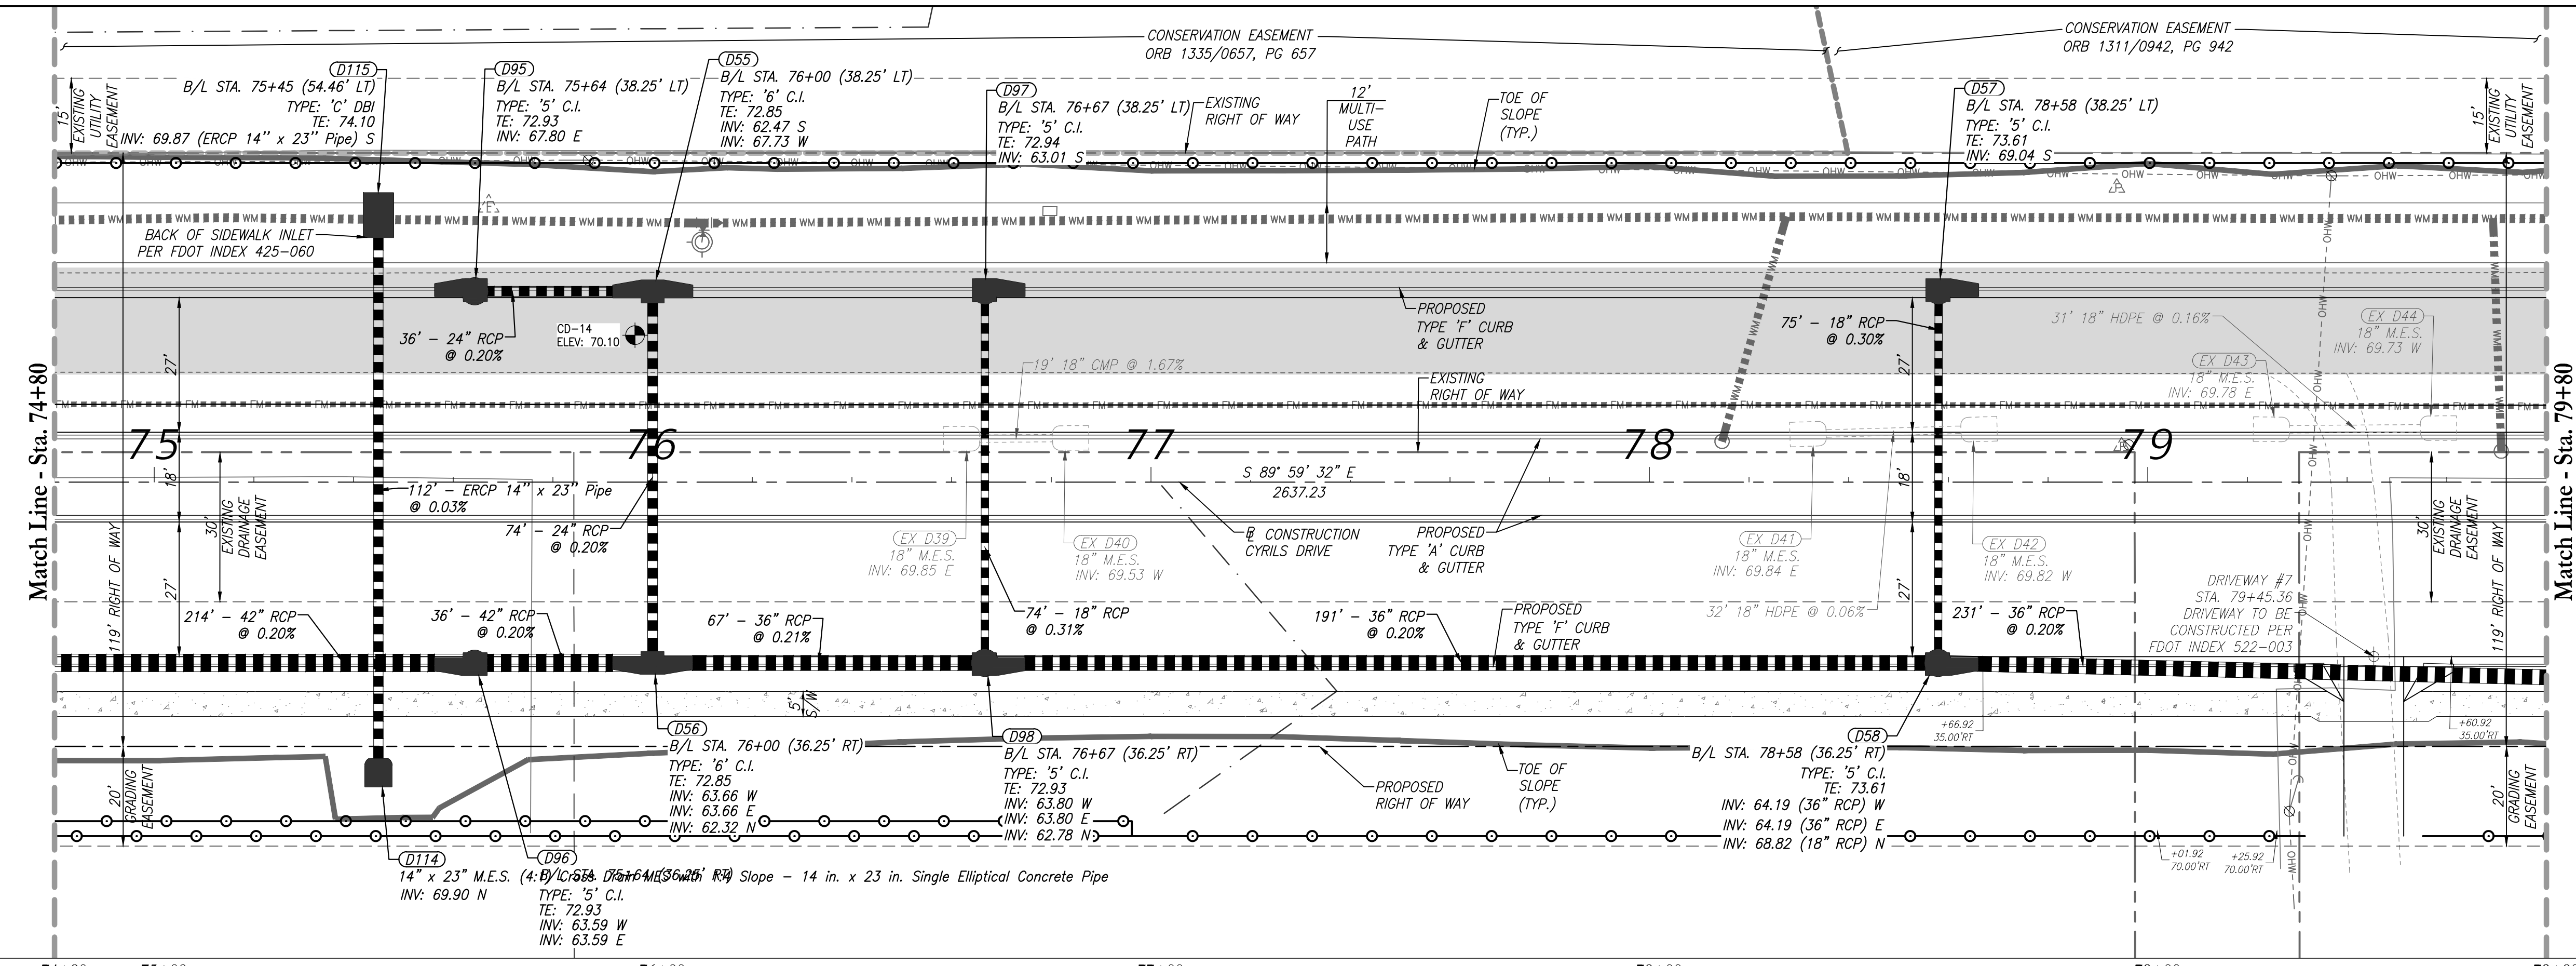 CONSERVATION EASEMENT
ORB 1335/0657, PG 657
CONSERVATION EASEMENT
ORB 1311/0942, PG 942
15'
EXISTING
UTILITY
EASEMENT
D115
B/L STA. 75+45 (54.46' LT)
TYPE: 'C' DBI
TE: 74.10
INV: 69.87 (ERCP 14" x 23" Pipe) S
D95
B/L STA. 75+64 (38.25' LT)
TYPE: '5' C.I.
TE: 72.93
INV: 67.80 E
D55
B/L STA. 76+00 (38.25' LT)
TYPE: '6' C.I.
TE: 72.85
INV: 62.47 S
INV: 67.73 W
D97
B/L STA. 76+67 (38.25' LT)
TYPE: '5' C.I.
TE: 72.94
INV: 63.01 S
EXISTING
RIGHT OF WAY
12'
MULTI-
USE
PATH
TOE OF
SLOPE
(TYP.)
D57
B/L STA. 78+58 (38.25' LT)
TYPE: '5' C.I.
TE: 73.61
INV: 69.04 S
15'
EXISTING
UTILITY
EASEMENT
BACK OF SIDEWALK INLET
PER FDOT INDEX 425-060
36' - 24" RCP
@ 0.20%
CD-14
ELEV: 70.10
PROPOSED
TYPE 'F' CURB
& GUTTER
75' - 18" RCP
@ 0.30%
31' 18" HDPE @ 0.16%
EX D44
18" M.E.S.
INV: 69.73 W
EX D43
18" M.E.S.
INV: 69.78 E
19' 18" CMP @ 1.67%
EXISTING
RIGHT OF WAY
27'
27'
75
76
77
78
79
Match Line - Sta. 74+80
Match Line - Sta. 79+80
18'
18'
112' - ERCP 14" x 23" Pipe
@ 0.03%
74' - 24" RCP
@ 0.20%
S 89° 59' 32" E
2637.23
30'
EXISTING
DRAINAGE
EASEMENT
30'
EXISTING
DRAINAGE
EASEMENT
EX D39
18" M.E.S.
INV: 69.85 E
EX D40
18" M.E.S.
INV: 69.53 W
B/L CONSTRUCTION
CYRILS DRIVE
PROPOSED
TYPE 'A' CURB
& GUTTER
EX D41
18" M.E.S.
INV: 69.84 E
EX D42
18" M.E.S.
INV: 69.82 W
32' 18" HDPE @ 0.06%
DRIVEWAY #7
STA. 79+45.36
DRIVEWAY TO BE
CONSTRUCTED PER
FDOT INDEX 522-003
119' RIGHT OF WAY
119' RIGHT OF WAY
27'
27'
214' - 42" RCP
@ 0.20%
36' - 42" RCP
@ 0.20%
67' - 36" RCP
@ 0.21%
74' - 18" RCP
@ 0.31%
191' - 36" RCP
@ 0.20%
PROPOSED
TYPE 'F' CURB
& GUTTER
231' - 36" RCP
@ 0.20%
5'
S/W
+66.92
35.00'RT
+60.92
35.00'RT
20'
GRADING
EASEMENT
20'
GRADING
EASEMENT
D56
B/L STA. 76+00 (36.25' RT)
TYPE: '6' C.I.
TE: 72.85
INV: 63.66 W
INV: 63.66 E
INV: 62.32 N
D98
B/L STA. 76+67 (36.25' RT)
TYPE: '5' C.I.
TE: 72.93
INV: 63.80 W
INV: 63.80 E
INV: 62.78 N
PROPOSED
RIGHT OF WAY
TOE OF
SLOPE
(TYP.)
D58
B/L STA. 78+58 (36.25' RT)
TYPE: '5' C.I.
TE: 73.61
INV: 64.19 (36" RCP) W
INV: 64.19 (36" RCP) E
INV: 68.82 (18" RCP) N
+01.92
70.00'RT
+25.92
70.00'RT
D114
14" x 23" M.E.S. (4:1) Cross Drain MES with 1:4 Slope - 14 in. x 23 in. Single Elliptical Concrete Pipe
INV: 69.90 N
D96
B/L STA. 75+64 (36.25' RT)
TYPE: '5' C.I.
TE: 72.93
INV: 63.59 W
INV: 63.59 E